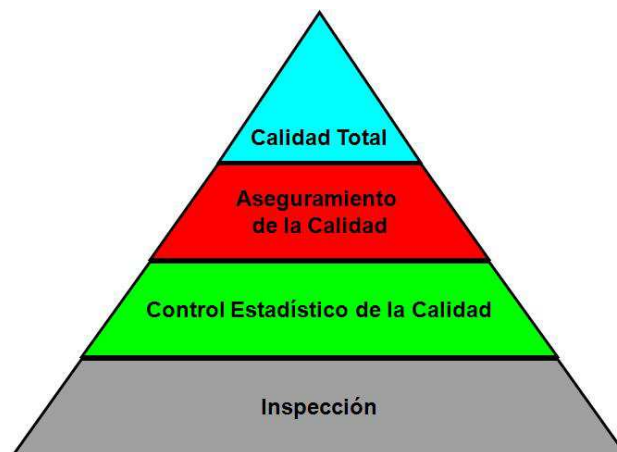 Calidad Total
Aseguramiento
de la Calidad
Control Estadístico de la Calidad
Inspección